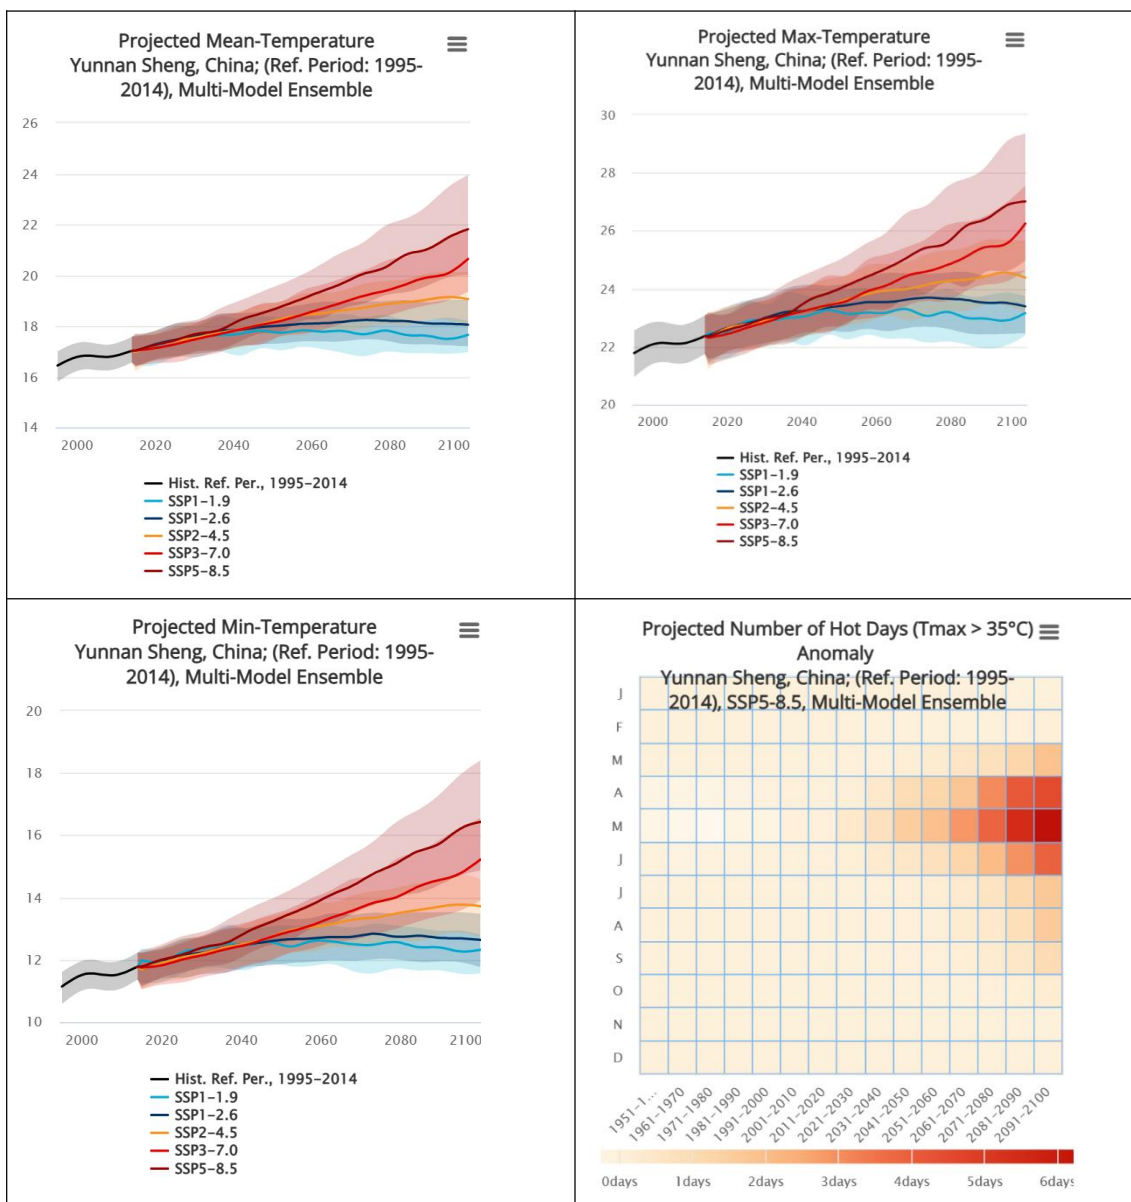 Projected Mean-Temperature
Yunnan Sheng, China; (Ref. Period: 1995-
2014), Multi-Model Ensemble
26
24
22
20
18
16
14
2000 2020 2040 2060 2080 2100
Hist. Ref. Per., 1995–2014
SSP1–1.9
SSP1–2.6
SSP2–4.5
SSP3–7.0
SSP5–8.5
Projected Max-Temperature
Yunnan Sheng, China; (Ref. Period: 1995-
2014), Multi-Model Ensemble
30
28
26
24
22
20
2000 2020 2040 2060 2080 2100
Hist. Ref. Per., 1995–2014
SSP1–1.9
SSP1–2.6
SSP2–4.5
SSP3–7.0
SSP5–8.5
Projected Min-Temperature
Yunnan Sheng, China; (Ref. Period: 1995-
2014), Multi-Model Ensemble
20
18
16
14
12
10
2000 2020 2040 2060 2080 2100
Hist. Ref. Per., 1995–2014
SSP1–1.9
SSP1–2.6
SSP2–4.5
SSP3–7.0
SSP5–8.5
Projected Number of Hot Days (Tmax > 35°C)
Anomaly
Yunnan Sheng, China; (Ref. Period: 1995-
2014), SSP5-8.5, Multi-Model Ensemble
J
F
M
A
M
J
J
A
S
O
N
D
1951-1...
1961-1970
1971-1980
1981-1990
1991-2000
2001-2010
2011-2020
2021-2030
2031-2040
2041-2050
2051-2060
2061-2070
2071-2080
2081-2090
2091-2100
0days 1days 2days 3days 4days 5days 6days